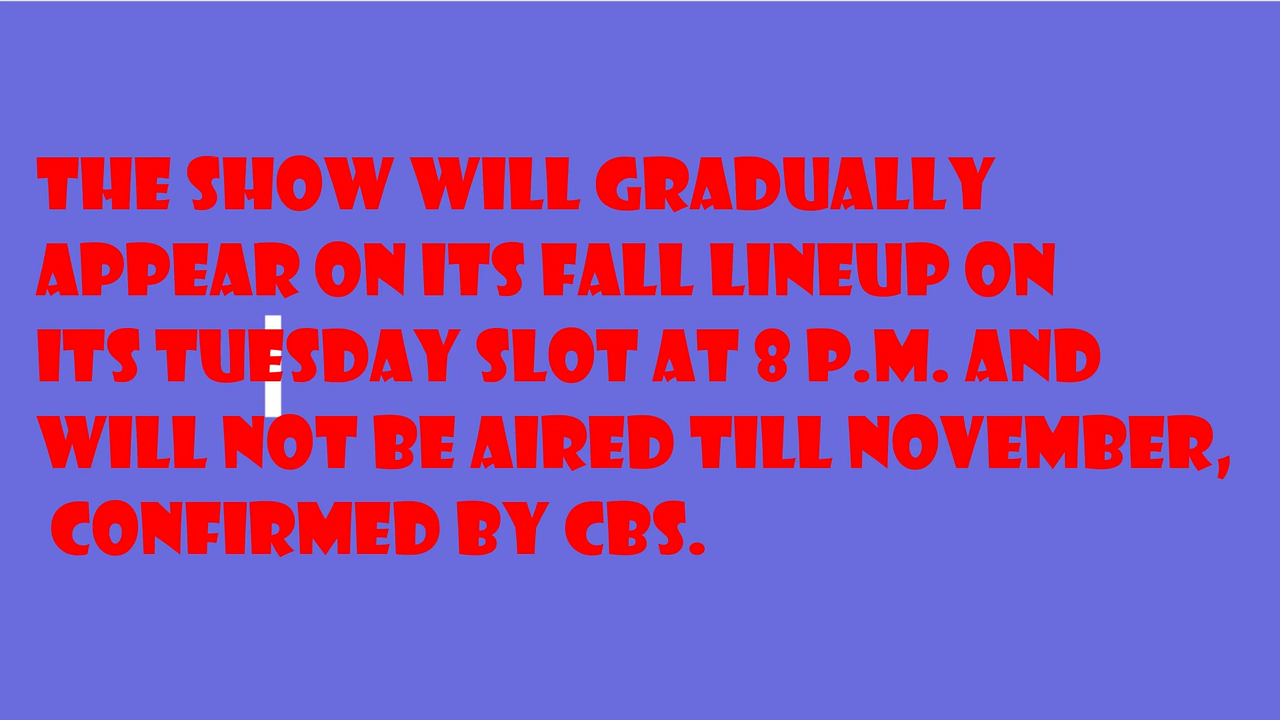 THE SHOW WILL GRADUALLY
APPEAR ON ITS FALL LINEUP ON
ITS TUESDAY SLOT AT 8 P.M. AND
WILL NOT BE AIRED TILL NOVEMBER,
CONFIRMED BY CBS.